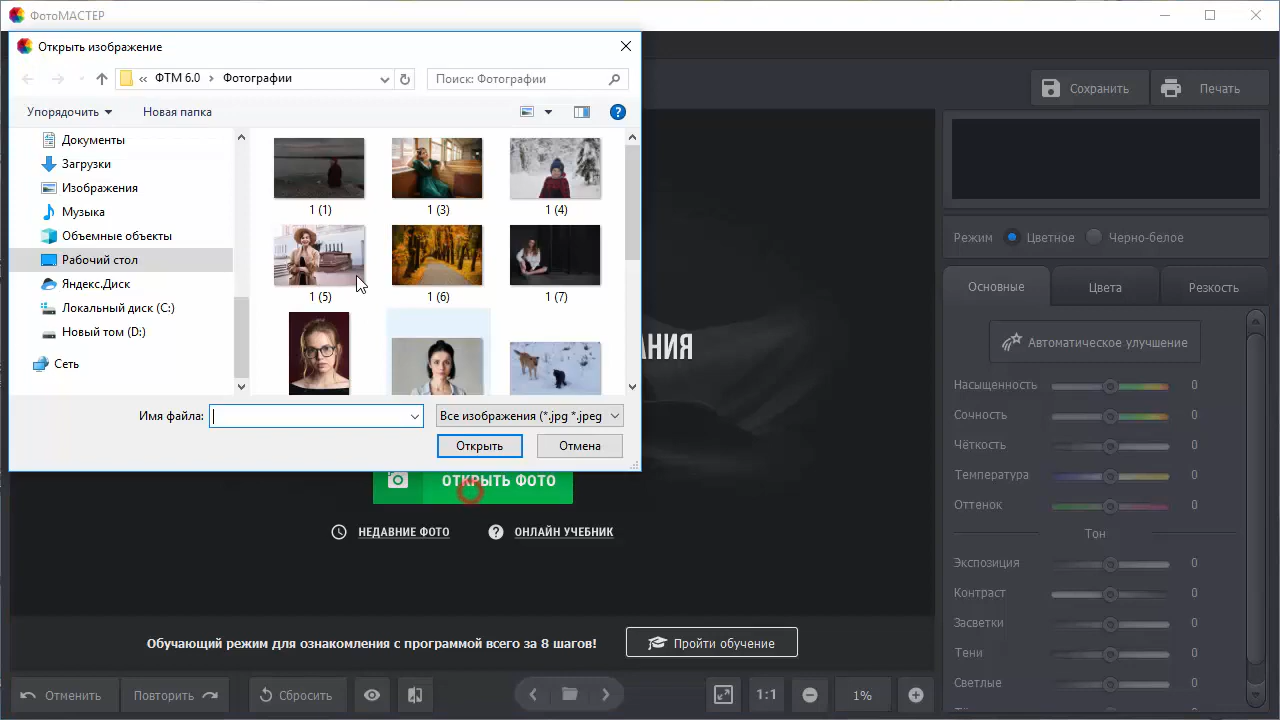 ФотоМАСТЕР
Открыть изображение
« ФТМ 6.0 › Фотографии
Поиск: Фотографии
Упорядочить
Новая папка
Документы
Загрузки
Изображения
Музыка
Объемные объекты
Рабочий стол
Яндекс.Диск
Локальный диск (C:)
Новый том (D:)
Сеть
1 (1)
1 (3)
1 (4)
1 (5)
1 (6)
1 (7)
Имя файла:
Все изображения (*.jpg *.jpeg
Открыть
Отмена
АНИЯ
ОТКРЫТЬ ФОТО
НЕДАВНИЕ ФОТО
ОНЛАЙН УЧЕБНИК
Обучающий режим для ознакомления с программой всего за 8 шагов!
Пройти обучение
Сохранить
Печать
Режим
Цветное
Черно-белое
Основные
Цвета
Резкость
Автоматическое улучшение
Насыщенность 0
Сочность 0
Чёткость 0
Температура 0
Оттенок 0
Тон
Экспозиция 0
Контраст 0
Засветки 0
Тени 0
Светлые 0
Отменить
Повторить
Сбросить
1:1
1%